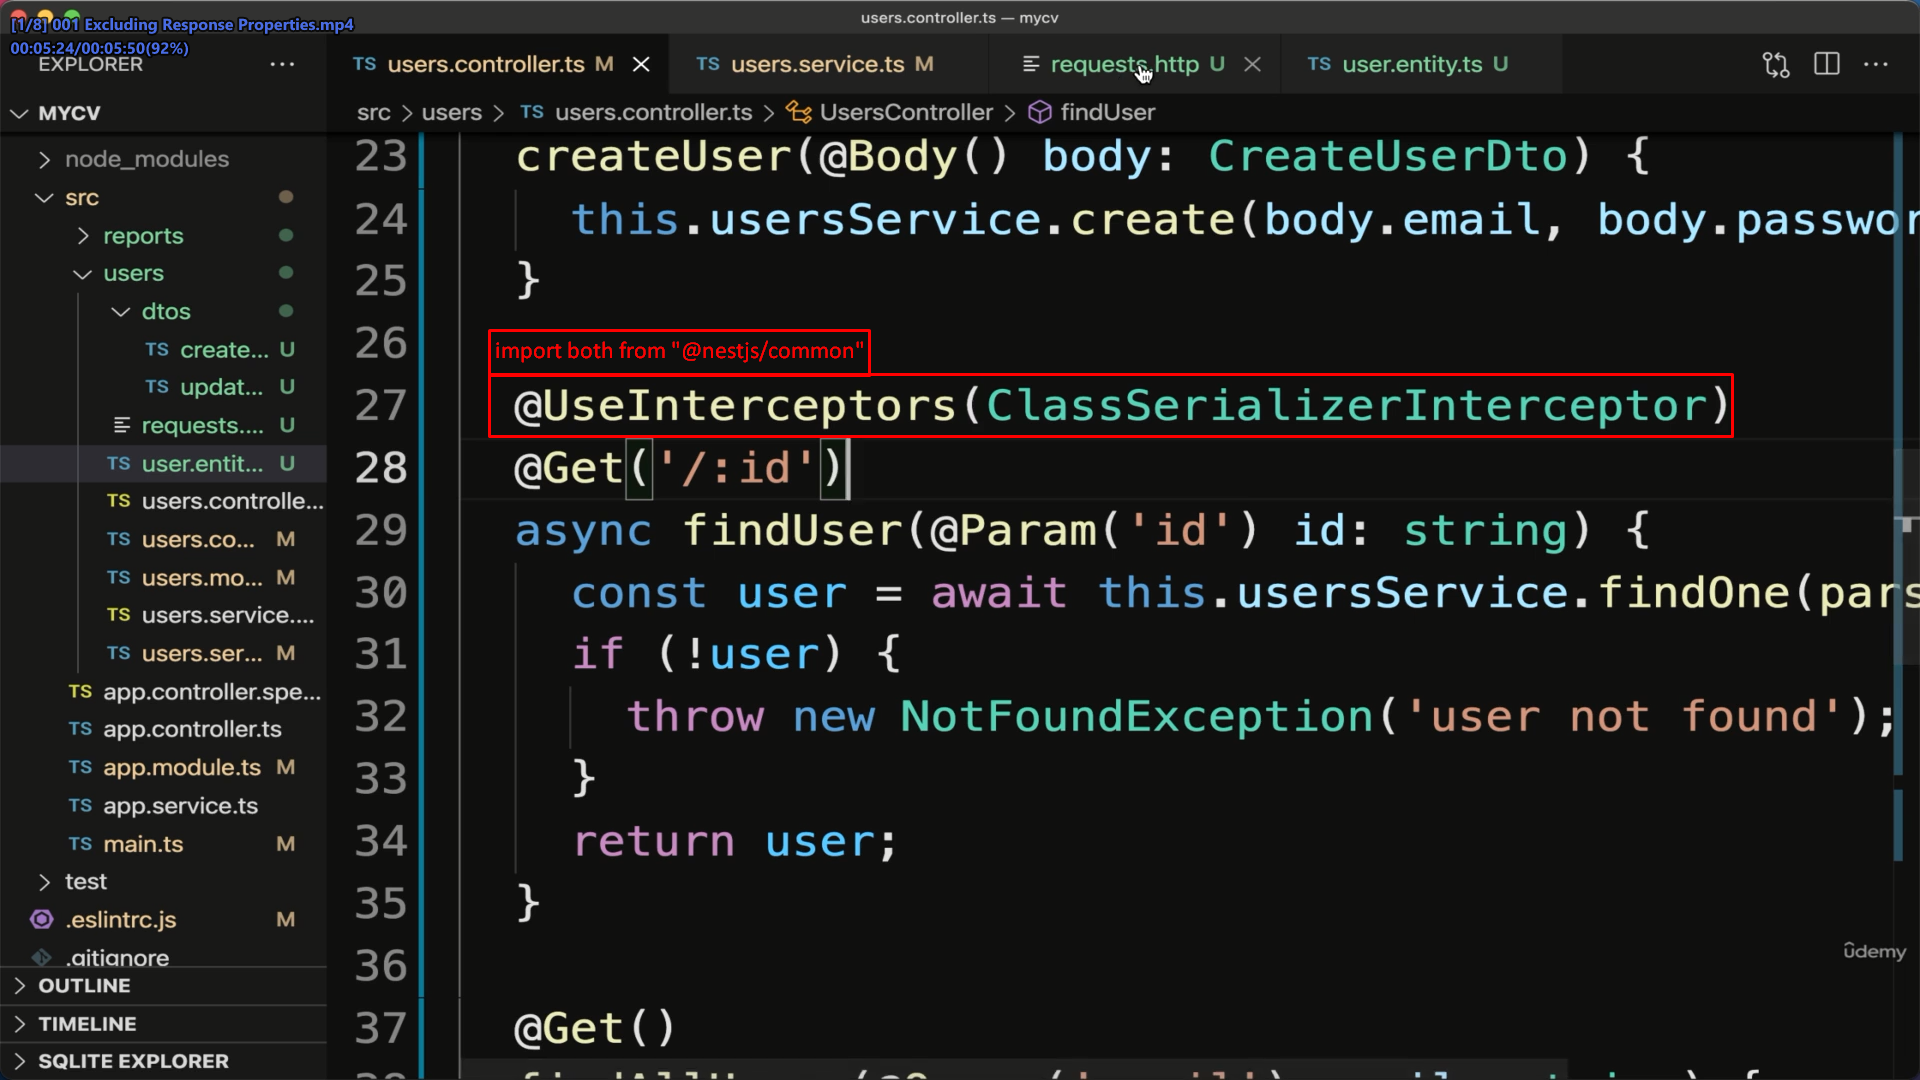 users.controller.ts — mycv
[1/8] 001 Excluding Response Properties.mp4
00:05:24/00:05:50(92%)
EXPLORER ···
TS users.controller.ts M
TS users.service.ts M
requests.http U
TS user.entity.ts U
···
MYCV
src > users > TS users.controller.ts > UsersController > findUser
node_modules
src
reports
users
dtos
TS create... U
TS updat... U
requests.... U
TS user.entit... U
TS users.controlle...
TS users.co... M
TS users.mo... M
TS users.service....
TS users.ser... M
TS app.controller.spe...
TS app.controller.ts
TS app.module.ts M
TS app.service.ts
TS main.ts M
test
.eslintrc.js M
.gitignore
OUTLINE
TIMELINE
SQLITE EXPLORER
23 createUser(@Body() body: CreateUserDto) {
24 this.usersService.create(body.email, body.passwor
25 }
26
import both from "@nestjs/common"
27 @UseInterceptors(ClassSerializerInterceptor)
28 @Get('/:id')
29 async findUser(@Param('id') id: string) {
30 const user = await this.usersService.findOne(pars
31 if (!user) {
32 throw new NotFoundException('user not found');
33 }
34 return user;
35 }
36
37 @Get()
ûdemy